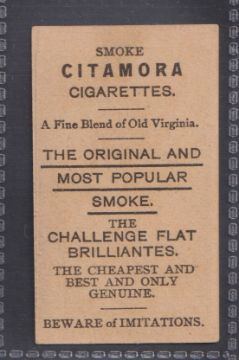 SMOKE
CITAMORA
CIGARETTES.
A Fine Blend of Old Virginia.
THE ORIGINAL AND
MOST POPULAR
SMOKE.
THE
CHALLENGE FLAT
BRILLIANTES.
THE CHEAPEST AND
BEST AND ONLY
GENUINE.
BEWARE of IMITATIONS.